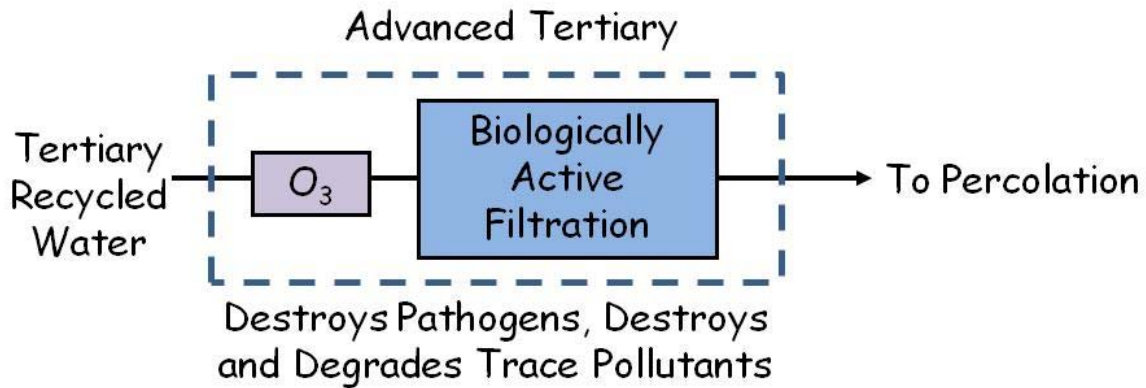 Advanced Tertiary
Tertiary
Recycled
Water
O₃
Biologically
Active
Filtration
To Percolation
Destroys Pathogens, Destroys
and Degrades Trace Pollutants